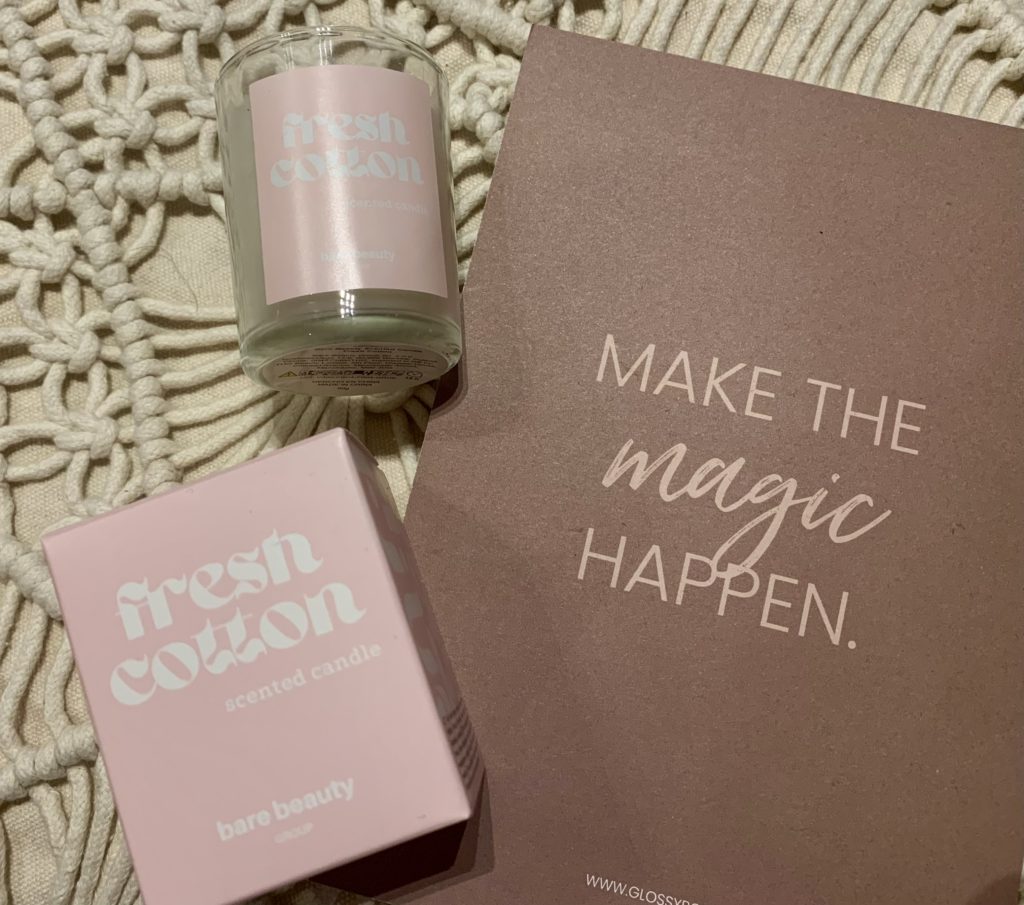 fresh
cotton
scented candle
bare beauty
fresh
cotton
scented candle
bare beauty
GROUP
MAKE THE
magic
HAPPEN.